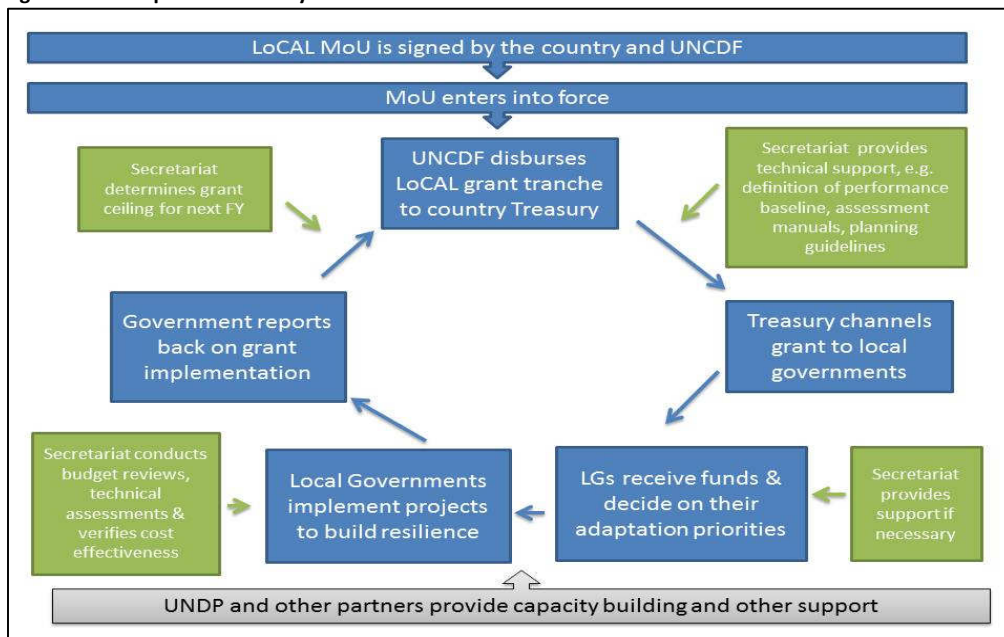 LoCAL MoU is signed by the country and UNCDF
MoU enters into force
Secretariat
determines grant
ceiling for next FY
UNCDF disburses
LoCAL grant tranche
to country Treasury
Secretariat provides
technical support, e.g.
definition of performance
baseline, assessment
manuals, planning
guidelines
Government reports
back on grant
implementation
Treasury channels
grant to local
governments
Secretariat conducts
budget reviews,
technical
assessments &
verifies cost
effectiveness
Local Governments
implement projects
to build resilience
LGs receive funds &
decide on their
adaptation priorities
Secretariat
provides
support if
necessary
UNDP and other partners provide capacity building and other support